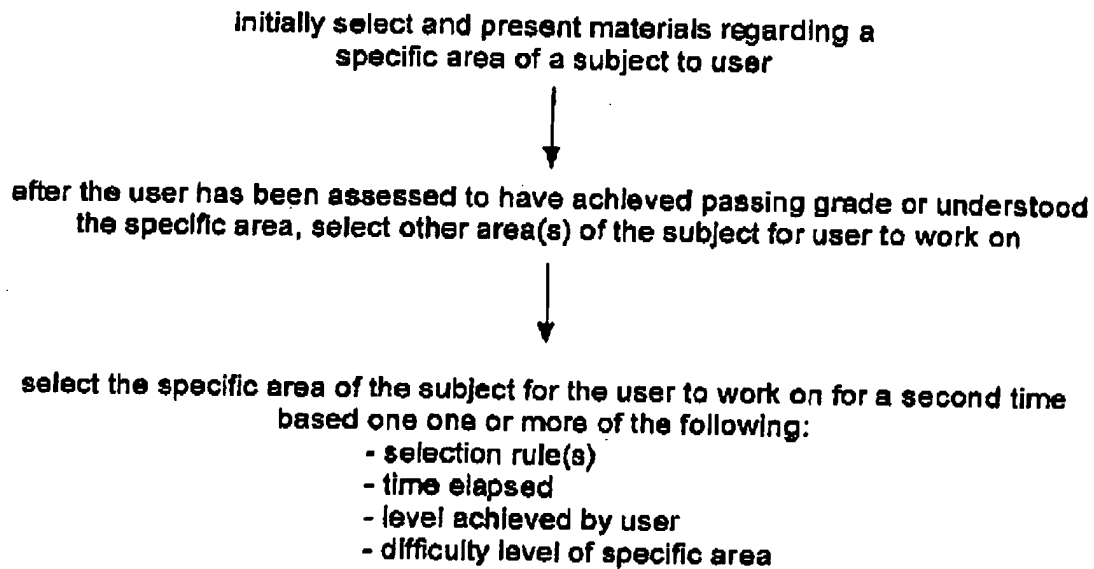 initially select and present materials regarding a
specific area of a subject to user
after the user has been assessed to have achieved passing grade or understood
the specific area, select other area(s) of the subject for user to work on
select the specific area of the subject for the user to work on for a second time
based one one or more of the following:
- selection rule(s)
- time elapsed
- level achieved by user
- difficulty level of specific area